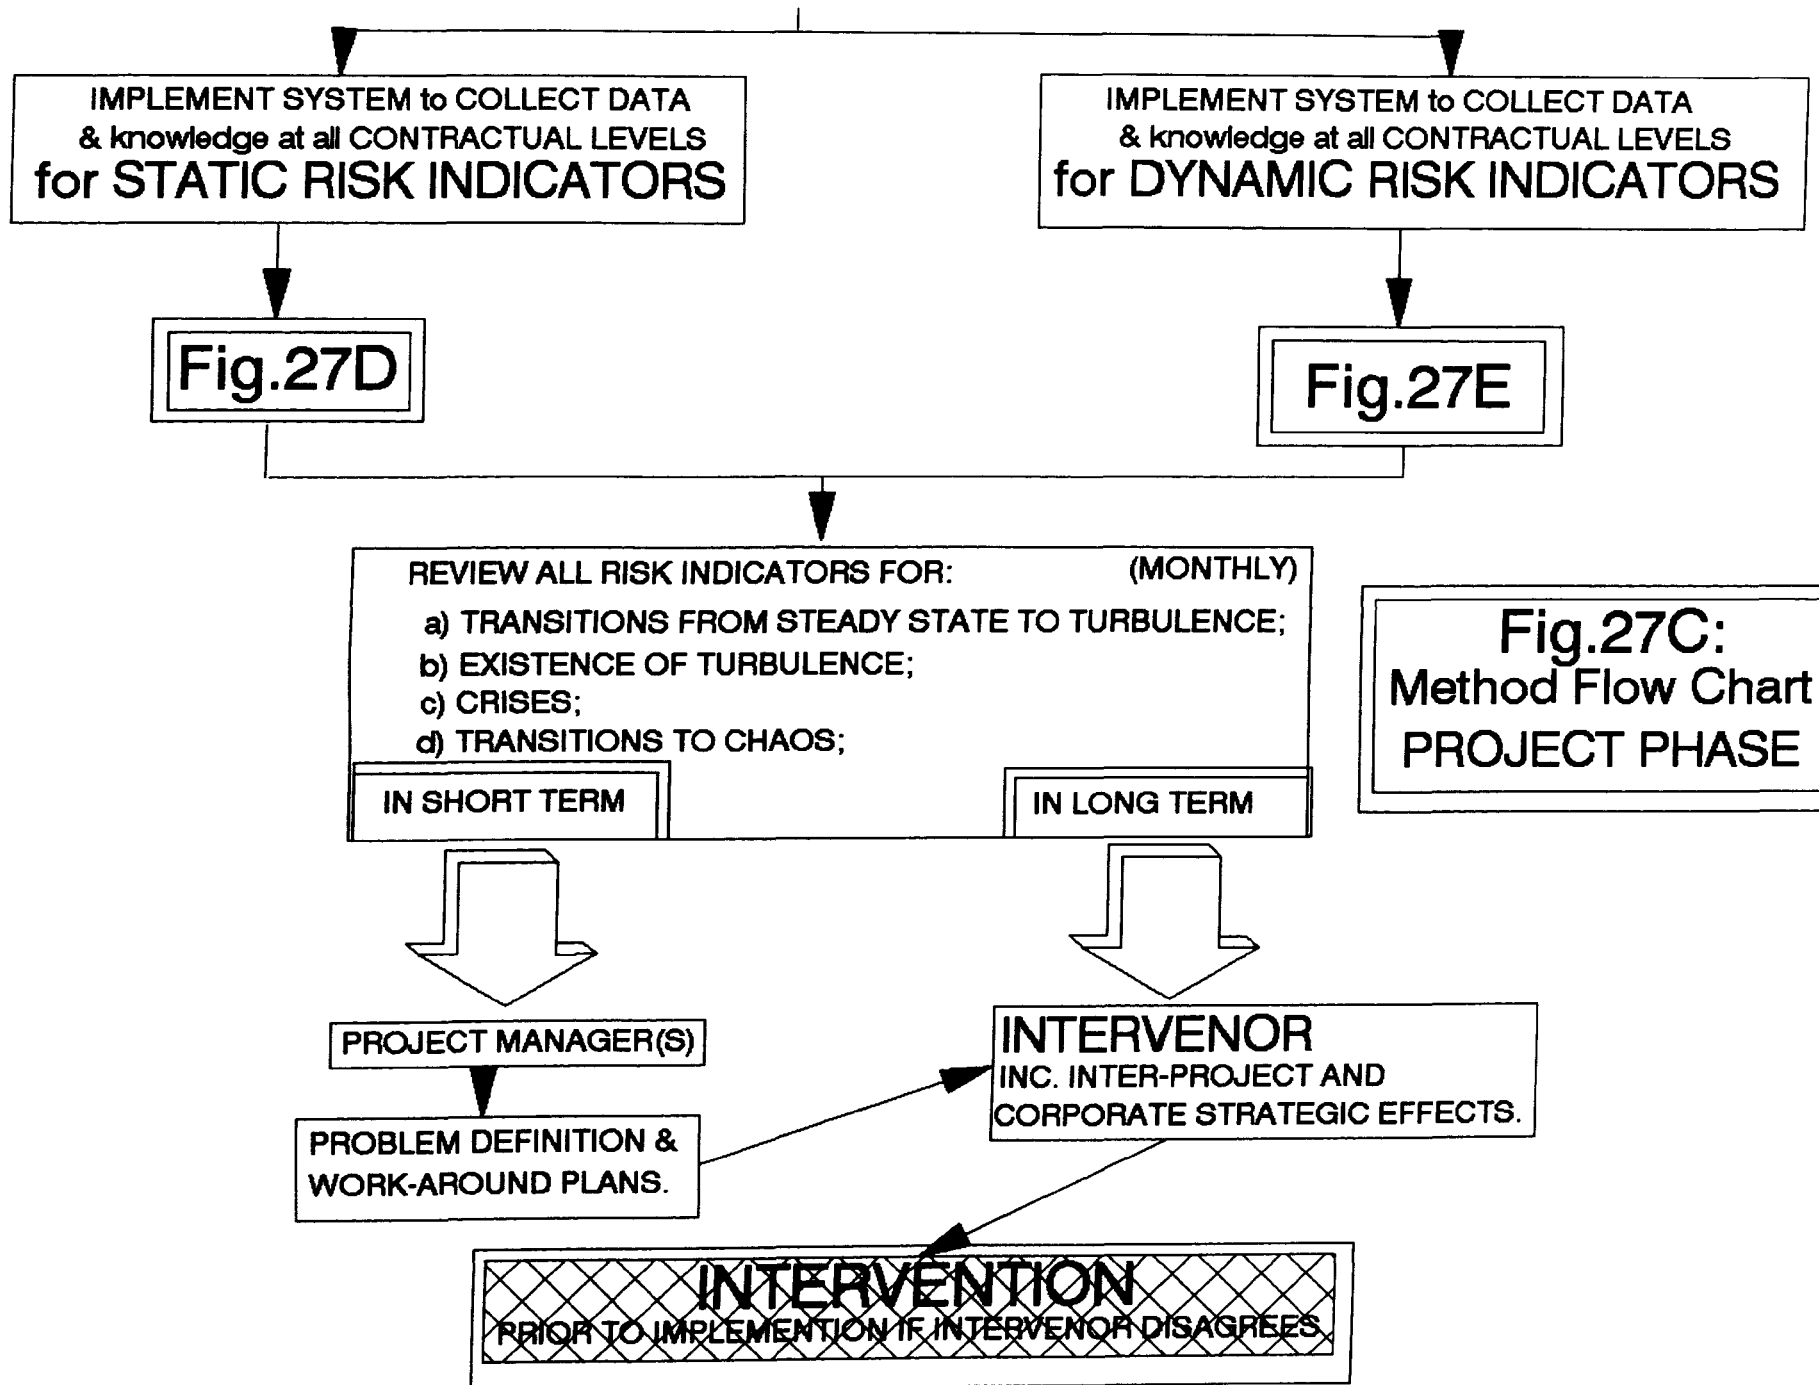 IMPLEMENT SYSTEM to COLLECT DATA
& knowledge at all CONTRACTUAL LEVELS
for STATIC RISK INDICATORS
IMPLEMENT SYSTEM to COLLECT DATA
& knowledge at all CONTRACTUAL LEVELS
for DYNAMIC RISK INDICATORS
Fig.27D
Fig.27E
REVIEW ALL RISK INDICATORS FOR: (MONTHLY)
a) TRANSITIONS FROM STEADY STATE TO TURBULENCE;
b) EXISTENCE OF TURBULENCE;
c) CRISES;
d) TRANSITIONS TO CHAOS;
IN SHORT TERM
IN LONG TERM
Fig.27C:
Method Flow Chart
PROJECT PHASE
PROJECT MANAGER(S)
PROBLEM DEFINITION &
WORK-AROUND PLANS.
INTERVENOR
INC. INTER-PROJECT AND
CORPORATE STRATEGIC EFFECTS.
INTERVENTION
PRIOR TO IMPLEMENTION IF INTERVENOR DISAGREES